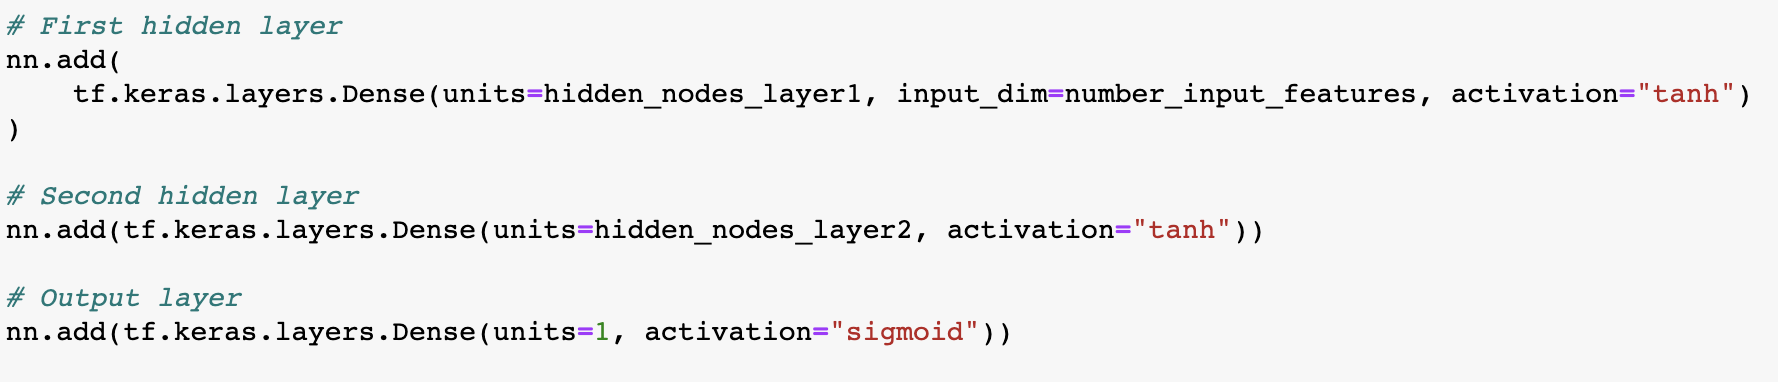 # First hidden layer
nn.add(
    tf.keras.layers.Dense(units=hidden_nodes_layer1, input_dim=number_input_features, activation="tanh")
)
# Second hidden layer
nn.add(tf.keras.layers.Dense(units=hidden_nodes_layer2, activation="tanh"))
# Output layer
nn.add(tf.keras.layers.Dense(units=1, activation="sigmoid"))